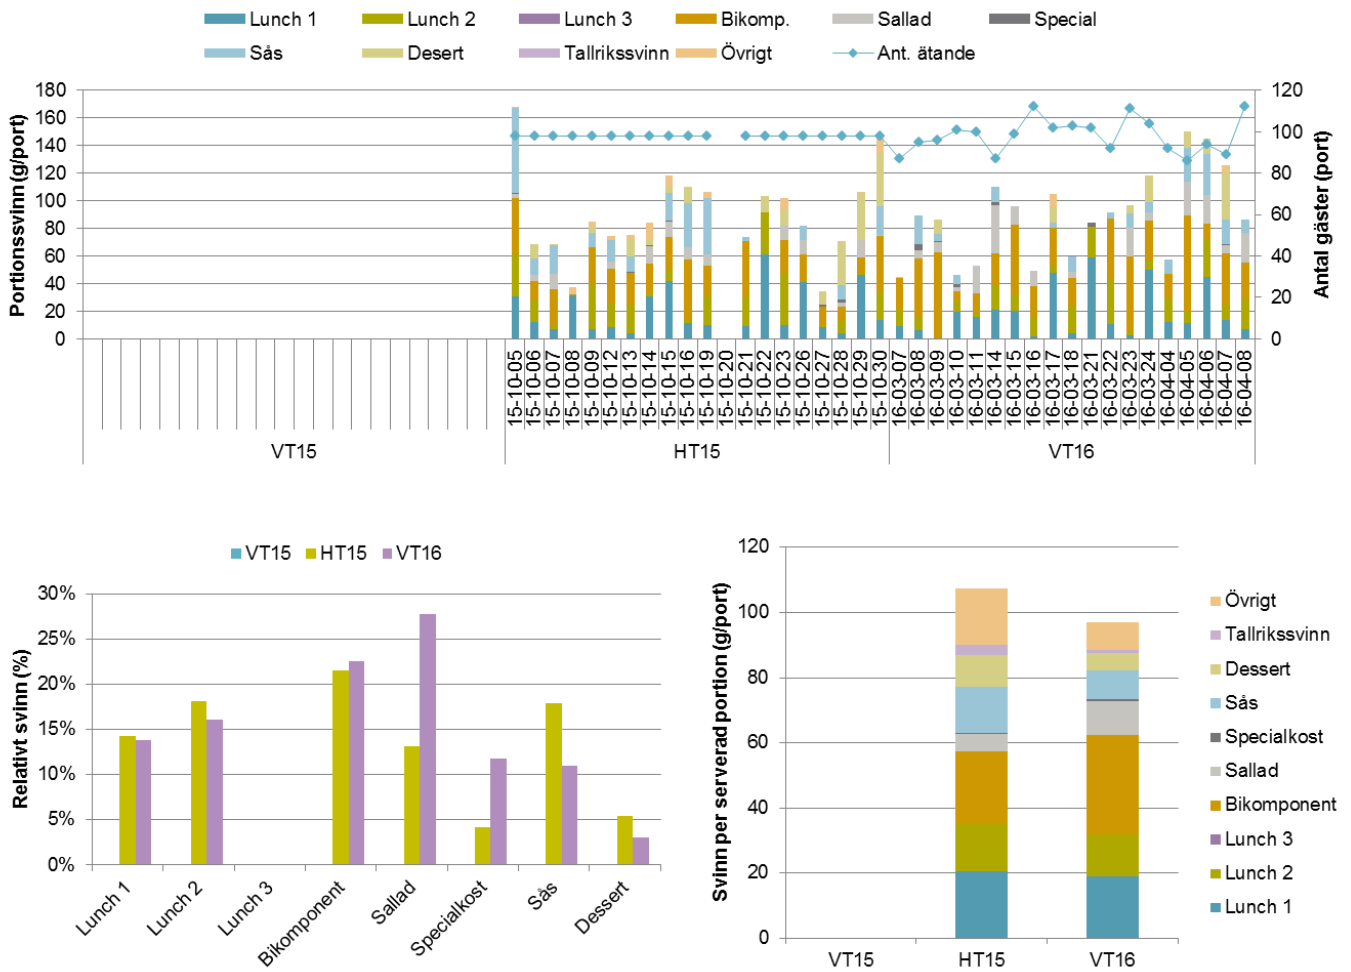 Lunch 1 Lunch 2 Lunch 3 Bikomp. Sallad Special
Sås Desert Tallrikssvinn Övrigt Ant. ätande
Portionssvinn (g/port)
180
160
140
120
100
80
60
40
20
0
120
100
80
60
40
20
0
Antal gäster (port)
15-10-05
15-10-06
15-10-07
15-10-08
15-10-09
15-10-12
15-10-13
15-10-14
15-10-15
15-10-16
15-10-19
15-10-20
15-10-21
15-10-22
15-10-23
15-10-26
15-10-27
15-10-28
15-10-29
15-10-30
16-03-07
16-03-08
16-03-09
16-03-10
16-03-11
16-03-14
16-03-15
16-03-16
16-03-17
16-03-18
16-03-21
16-03-22
16-03-23
16-03-24
16-04-04
16-04-05
16-04-06
16-04-07
16-04-08
VT15 HT15 VT16
VT15 HT15 VT16
Relativt svinn (%)
30%
25%
20%
15%
10%
5%
0%
Lunch 1
Lunch 2
Lunch 3
Bikomponent
Sallad
Specialkost
Sås
Dessert
Svinn per serverad portion (g/port)
120
100
80
60
40
20
0
VT15 HT15 VT16
Övrigt
Tallrikssvinn
Dessert
Sås
Specialkost
Sallad
Bikomponent
Lunch 3
Lunch 2
Lunch 1